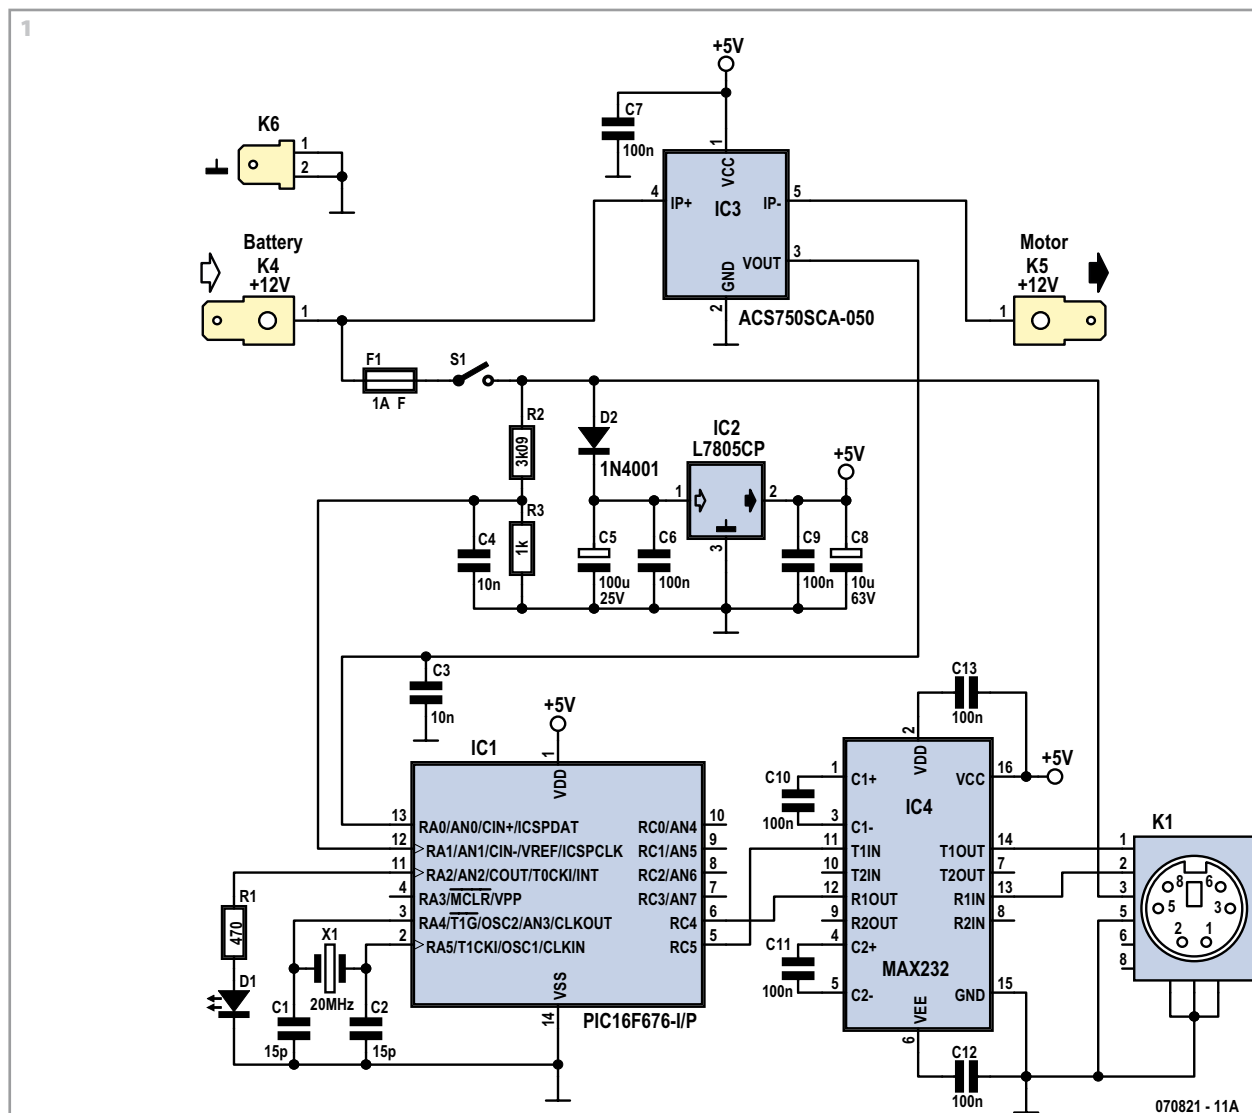 1
+5V
C7
100n
K6
1
2
1
VCC
4
IP+
IC3
IP-
5
VOUT
3
GND
2
ACS750SCA-050
Battery
K4
+12V
1
Motor
K5
+12V
1
F1
1A F
S1
R2
3k09
D2
1N4001
IC2
L7805CP
1
2
3
+5V
R3
1k
C4
10n
C5
100u
25V
C6
100n
C9
100n
C8
10u
63V
C3
10n
+5V
C13
100n
IC1
1
VDD
13
RA0/AN0/CIN+/ICSPDAT
12
RA1/AN1/CIN-/VREF/ICSPCLK
11
RA2/AN2/COUT/T0CKI/INT
4
RA3/MCLR/VPP
3
RA4/T1G/OSC2/AN3/CLKOUT
2
RA5/T1CKI/OSC1/CLKIN
RC0/AN4
10
RC1/AN5
9
RC2/AN6
8
RC3/AN7
7
RC4
6
RC5
5
VSS
14
PIC16F676-I/P
R1
470
D1
X1
20MHz
C1
15p
C2
15p
C10
100n
C11
100n
2
VDD
1
C1+
3
C1-
11
T1IN
10
T2IN
12
R1OUT
9
R2OUT
4
C2+
5
C2-
IC4
MAX232
VCC
16
+5V
T1OUT
14
T2OUT
7
R1IN
13
R2IN
8
GND
15
VEE
6
C12
100n
K1
1
2
3
5
6
8
8
6
5
3
2
1
070821 - 11A